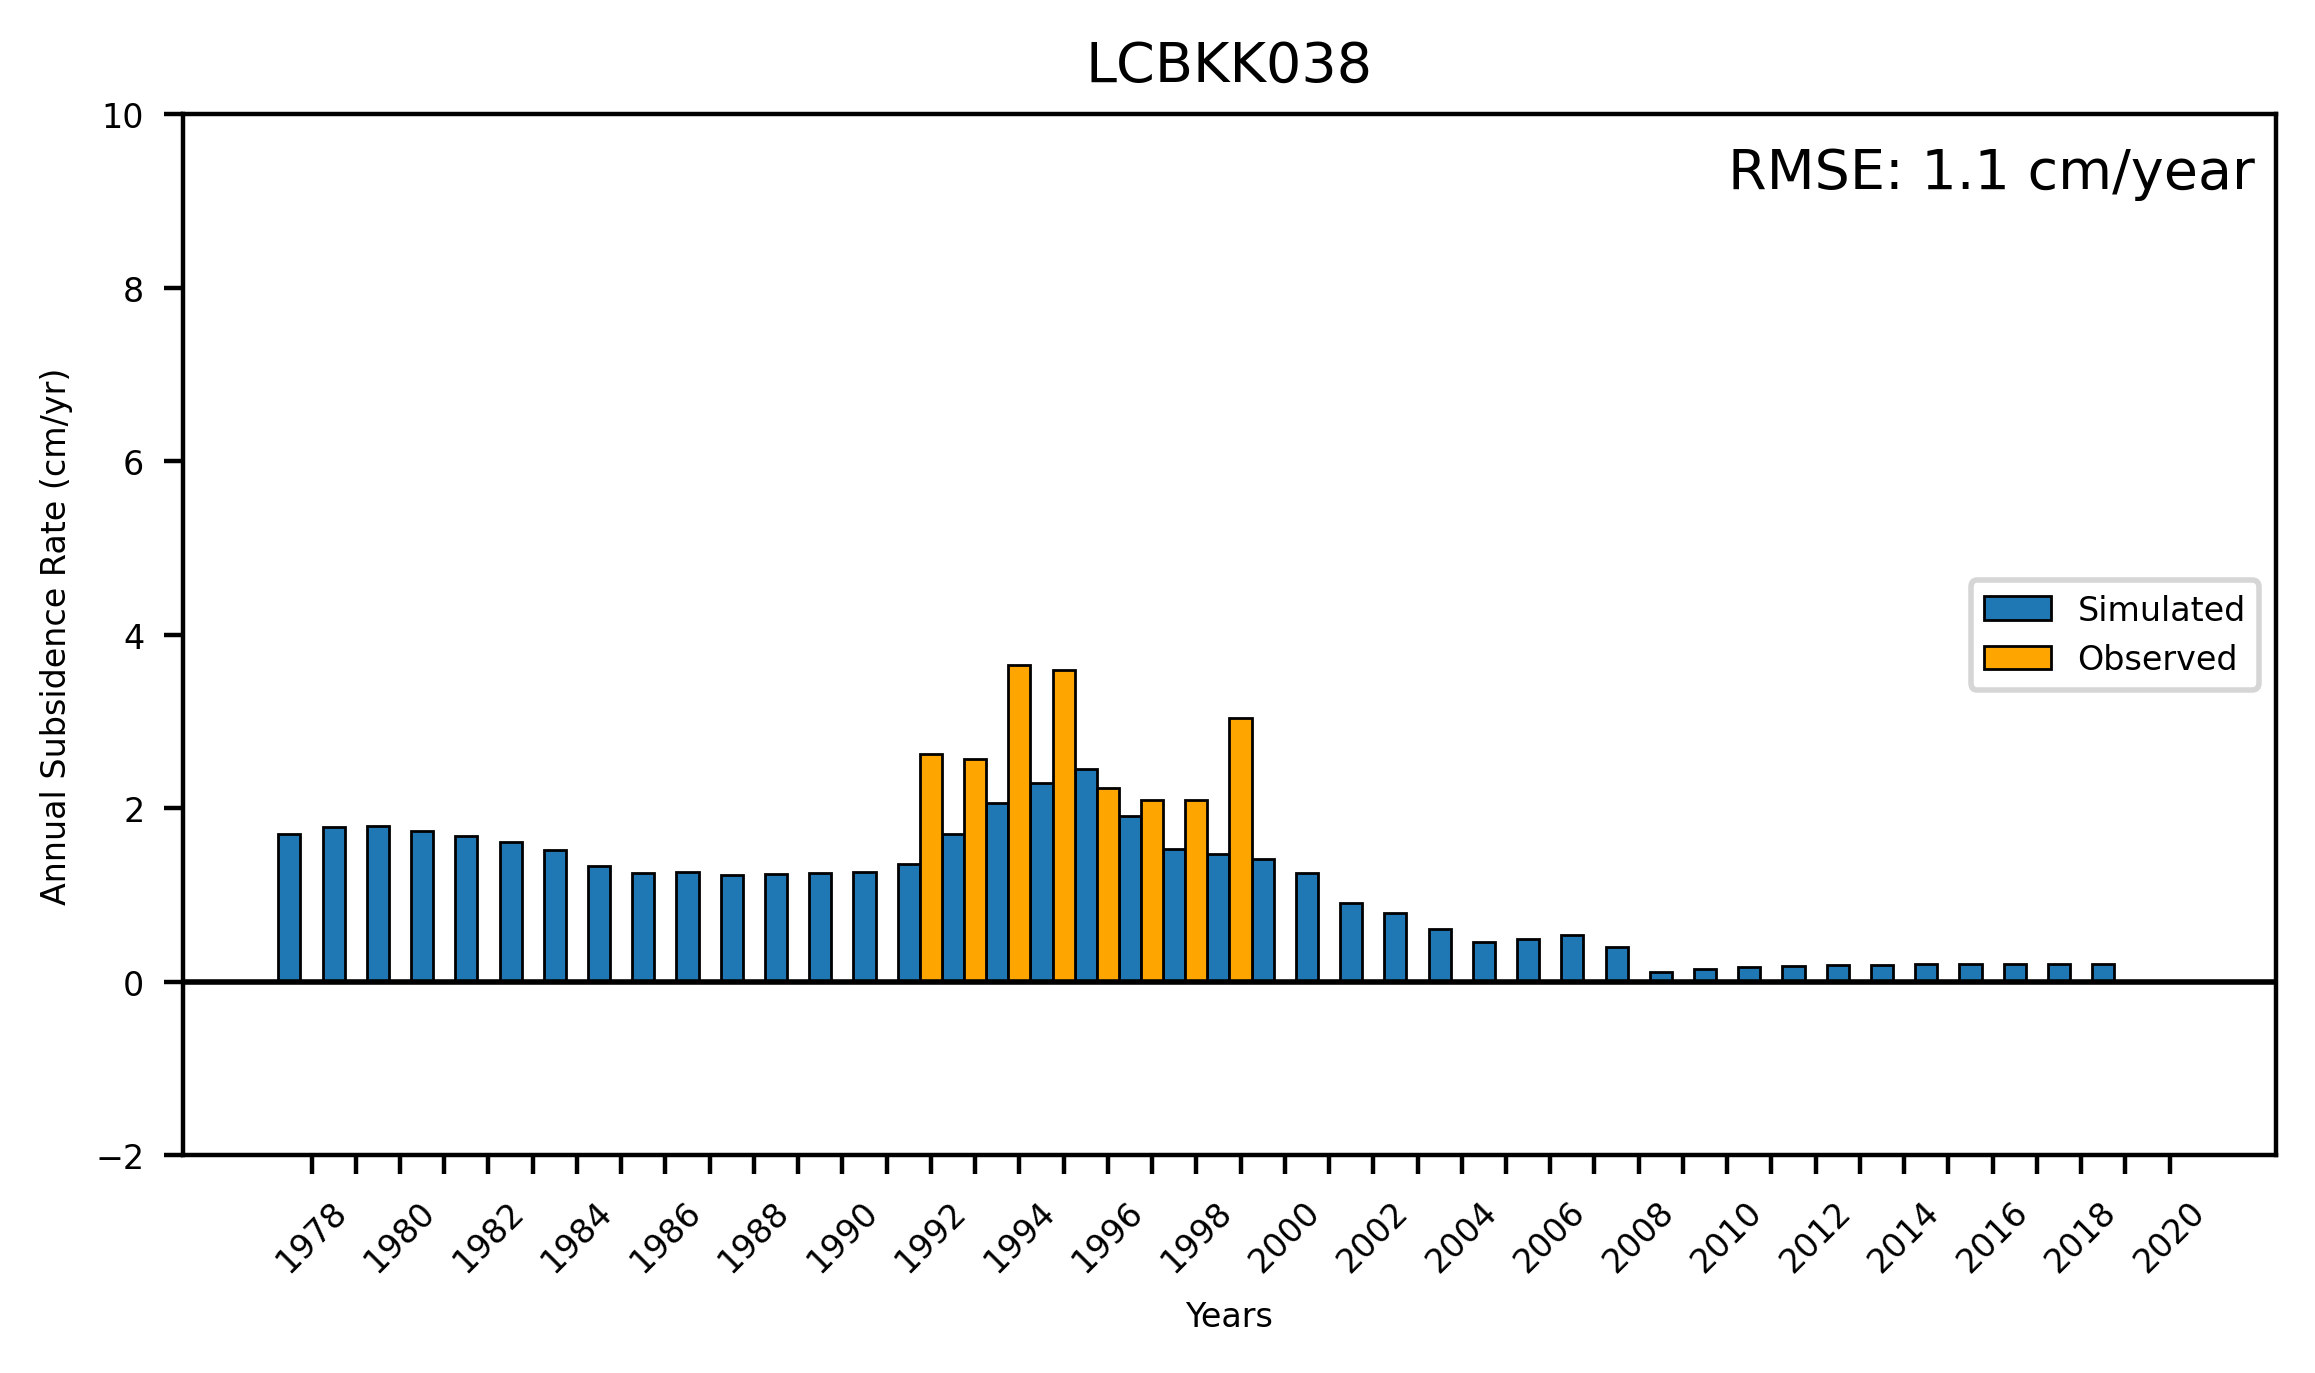 LCBKK038
RMSE: 1.1 cm/year
10
8
6
4
2
0
−2
Annual Subsidence Rate (cm/yr)
Simulated
Observed
1978 1980 1982 1984 1986 1988 1990 1992 1994 1996 1998 2000 2002 2004 2006 2008 2010 2012 2014 2016 2018 2020
Years